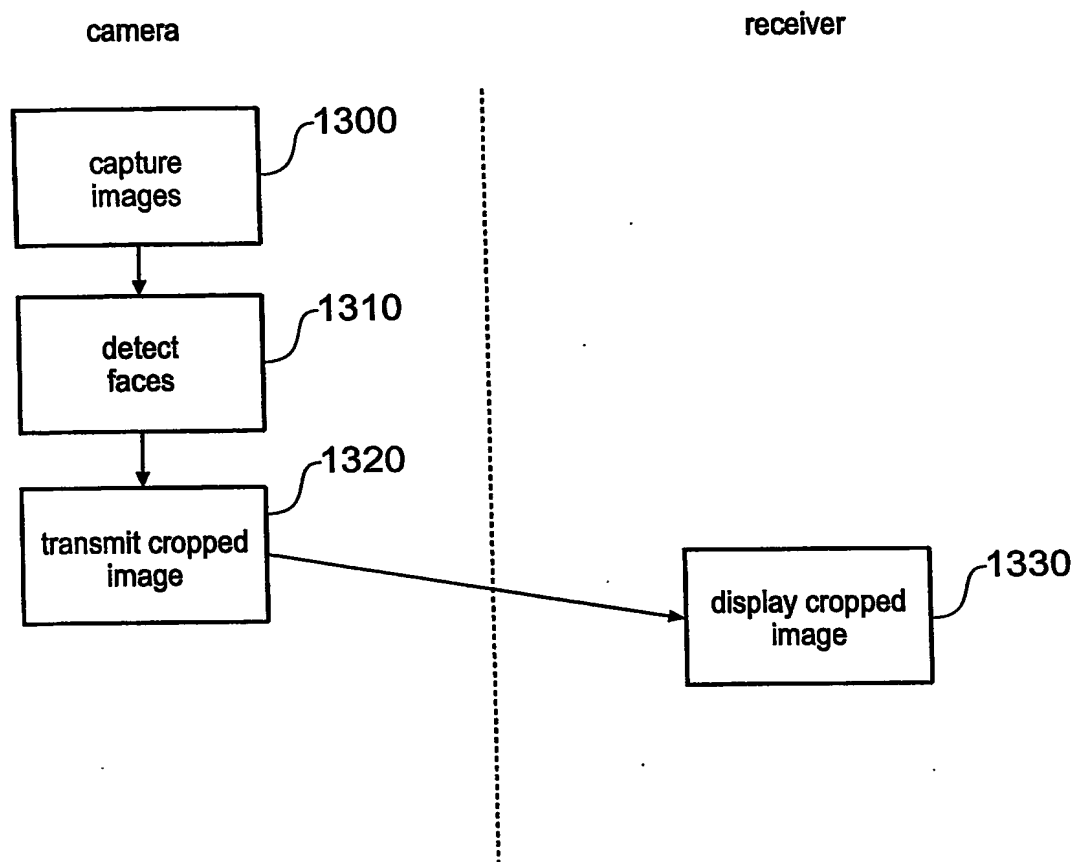 camera
receiver
1300
capture
images
1310
detect
faces
1320
transmit cropped
image
1330
display cropped
image